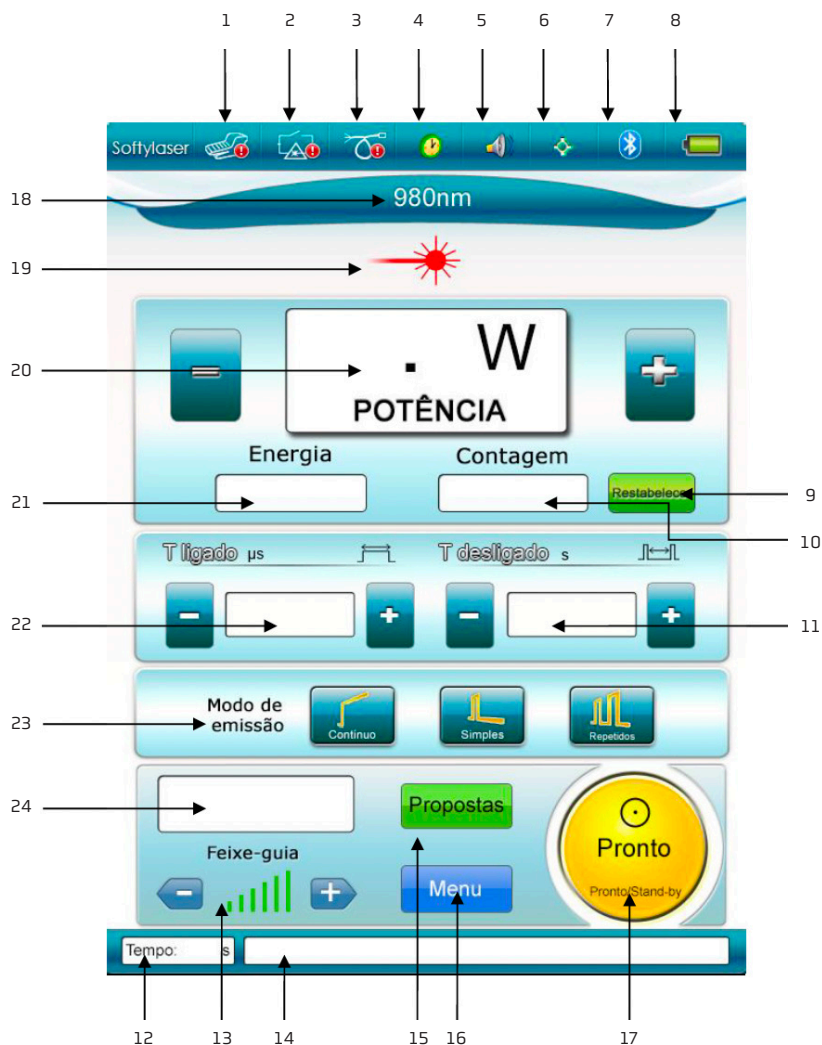 1 2 3 4 5 6 7 8
Softylaser
18 980nm
19
20 . W
POTÊNCIA
Energia Contagem
21 Restabelecer 9
10
T ligado µs T desligado s
22 11
23 Modo de
emissão
Contínuo Simples Repetidos
24 Propostas
Feixe-guia Pronto
Menu Pronto/Stand-by
Tempo: s
12 13 14 15 16 17